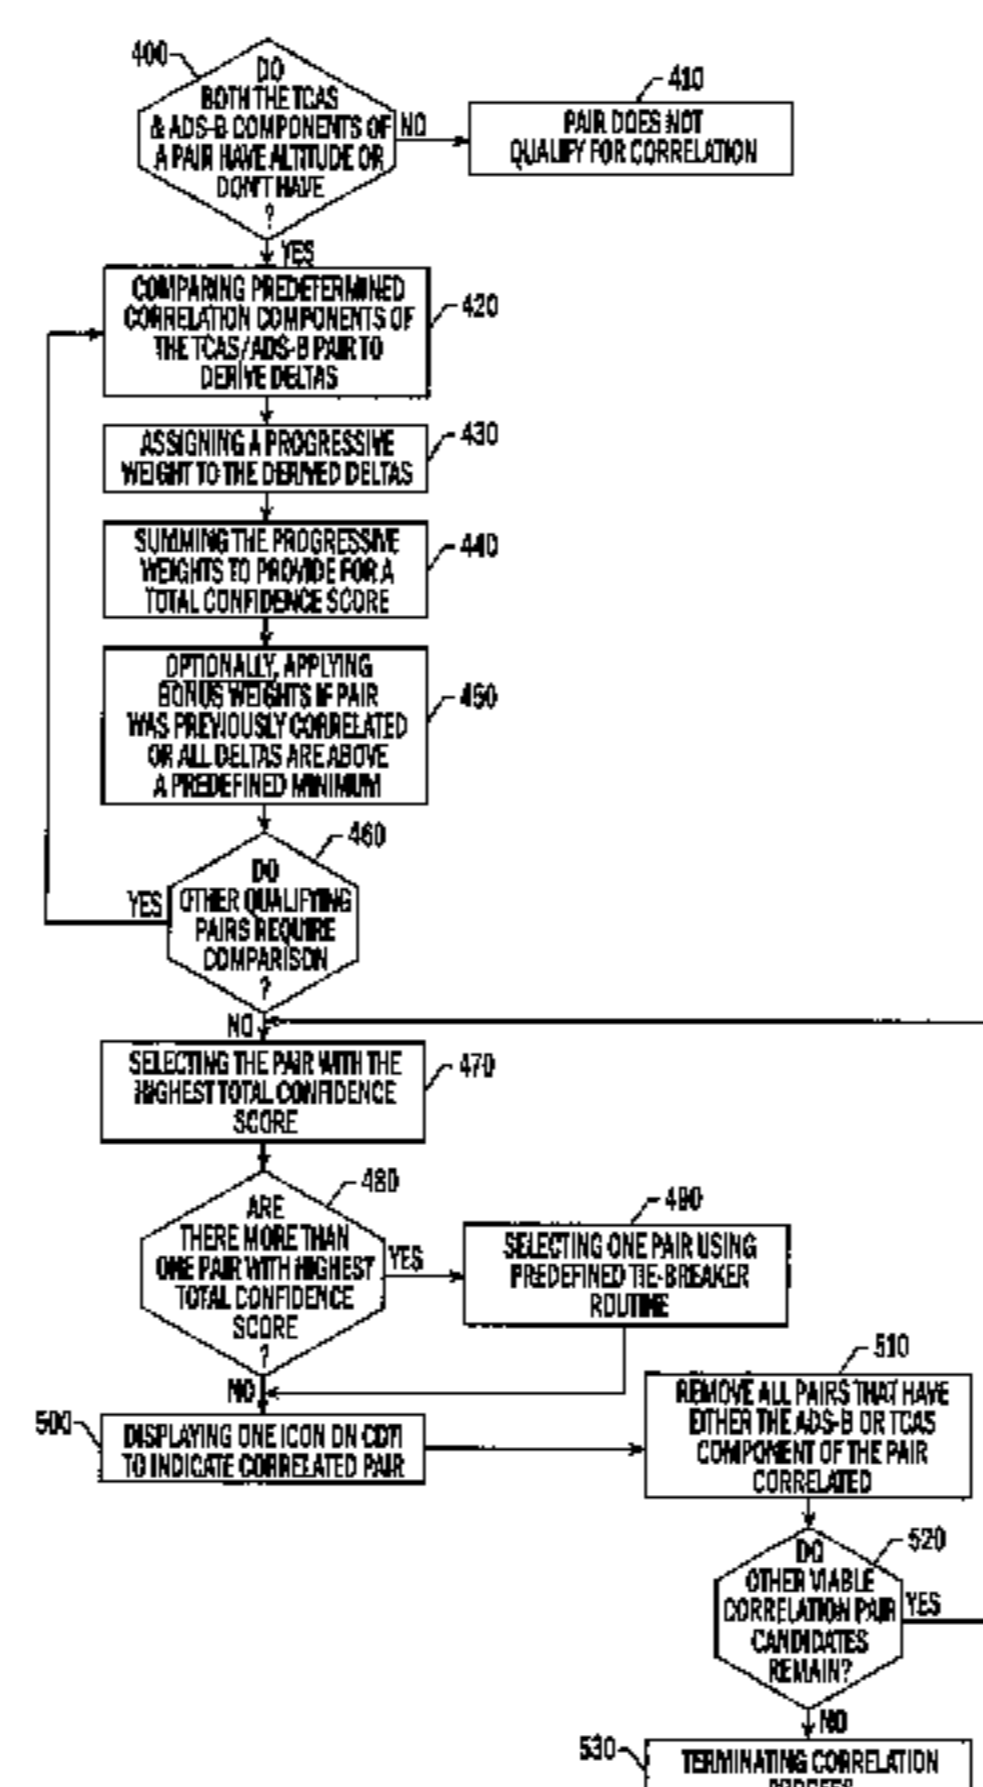 400
DO
BOTH THE TCAS
& ADS-B COMPONENTS OF
A PAIR HAVE ALTITUDE OR
DON'T HAVE
?
NO
410
PAIR DOES NOT
QUALIFY FOR CORRELATION
YES
COMPARING PREDETERMINED
CORRELATION COMPONENTS OF
THE TCAS/ADS-B PAIR TO
DERIVE DELTAS
420
ASSIGNING A PROGRESSIVE
WEIGHT TO THE DERIVED DELTAS
430
SUMMING THE PROGRESSIVE
WEIGHTS TO PROVIDE FOR A
TOTAL CONFIDENCE SCORE
440
OPTIONALLY, APPLYING
BONUS WEIGHTS IF PAIR
WAS PREVIOUSLY CORRELATED
OR ALL DELTAS ARE ABOVE
A PREDEFINED MINIMUM
450
460
DO
OTHER QUALIFYING
PAIRS REQUIRE
COMPARISON
?
YES
NO
SELECTING THE PAIR WITH THE
HIGHEST TOTAL CONFIDENCE
SCORE
470
480
ARE
THERE MORE THAN
ONE PAIR WITH HIGHEST
TOTAL CONFIDENCE
SCORE
?
YES
490
SELECTING ONE PAIR USING
PREDEFINED TIE-BREAKER
ROUTINE
NO
500
DISPLAYING ONE ICON ON CDTI
TO INDICATE CORRELATED PAIR
510
REMOVE ALL PAIRS THAT HAVE
EITHER THE ADS-B OR TCAS
COMPONENT OF THE PAIR
CORRELATED
520
DO
OTHER VIABLE
CORRELATION PAIR
CANDIDATES
REMAIN?
YES
NO
530
TERMINATING CORRELATION